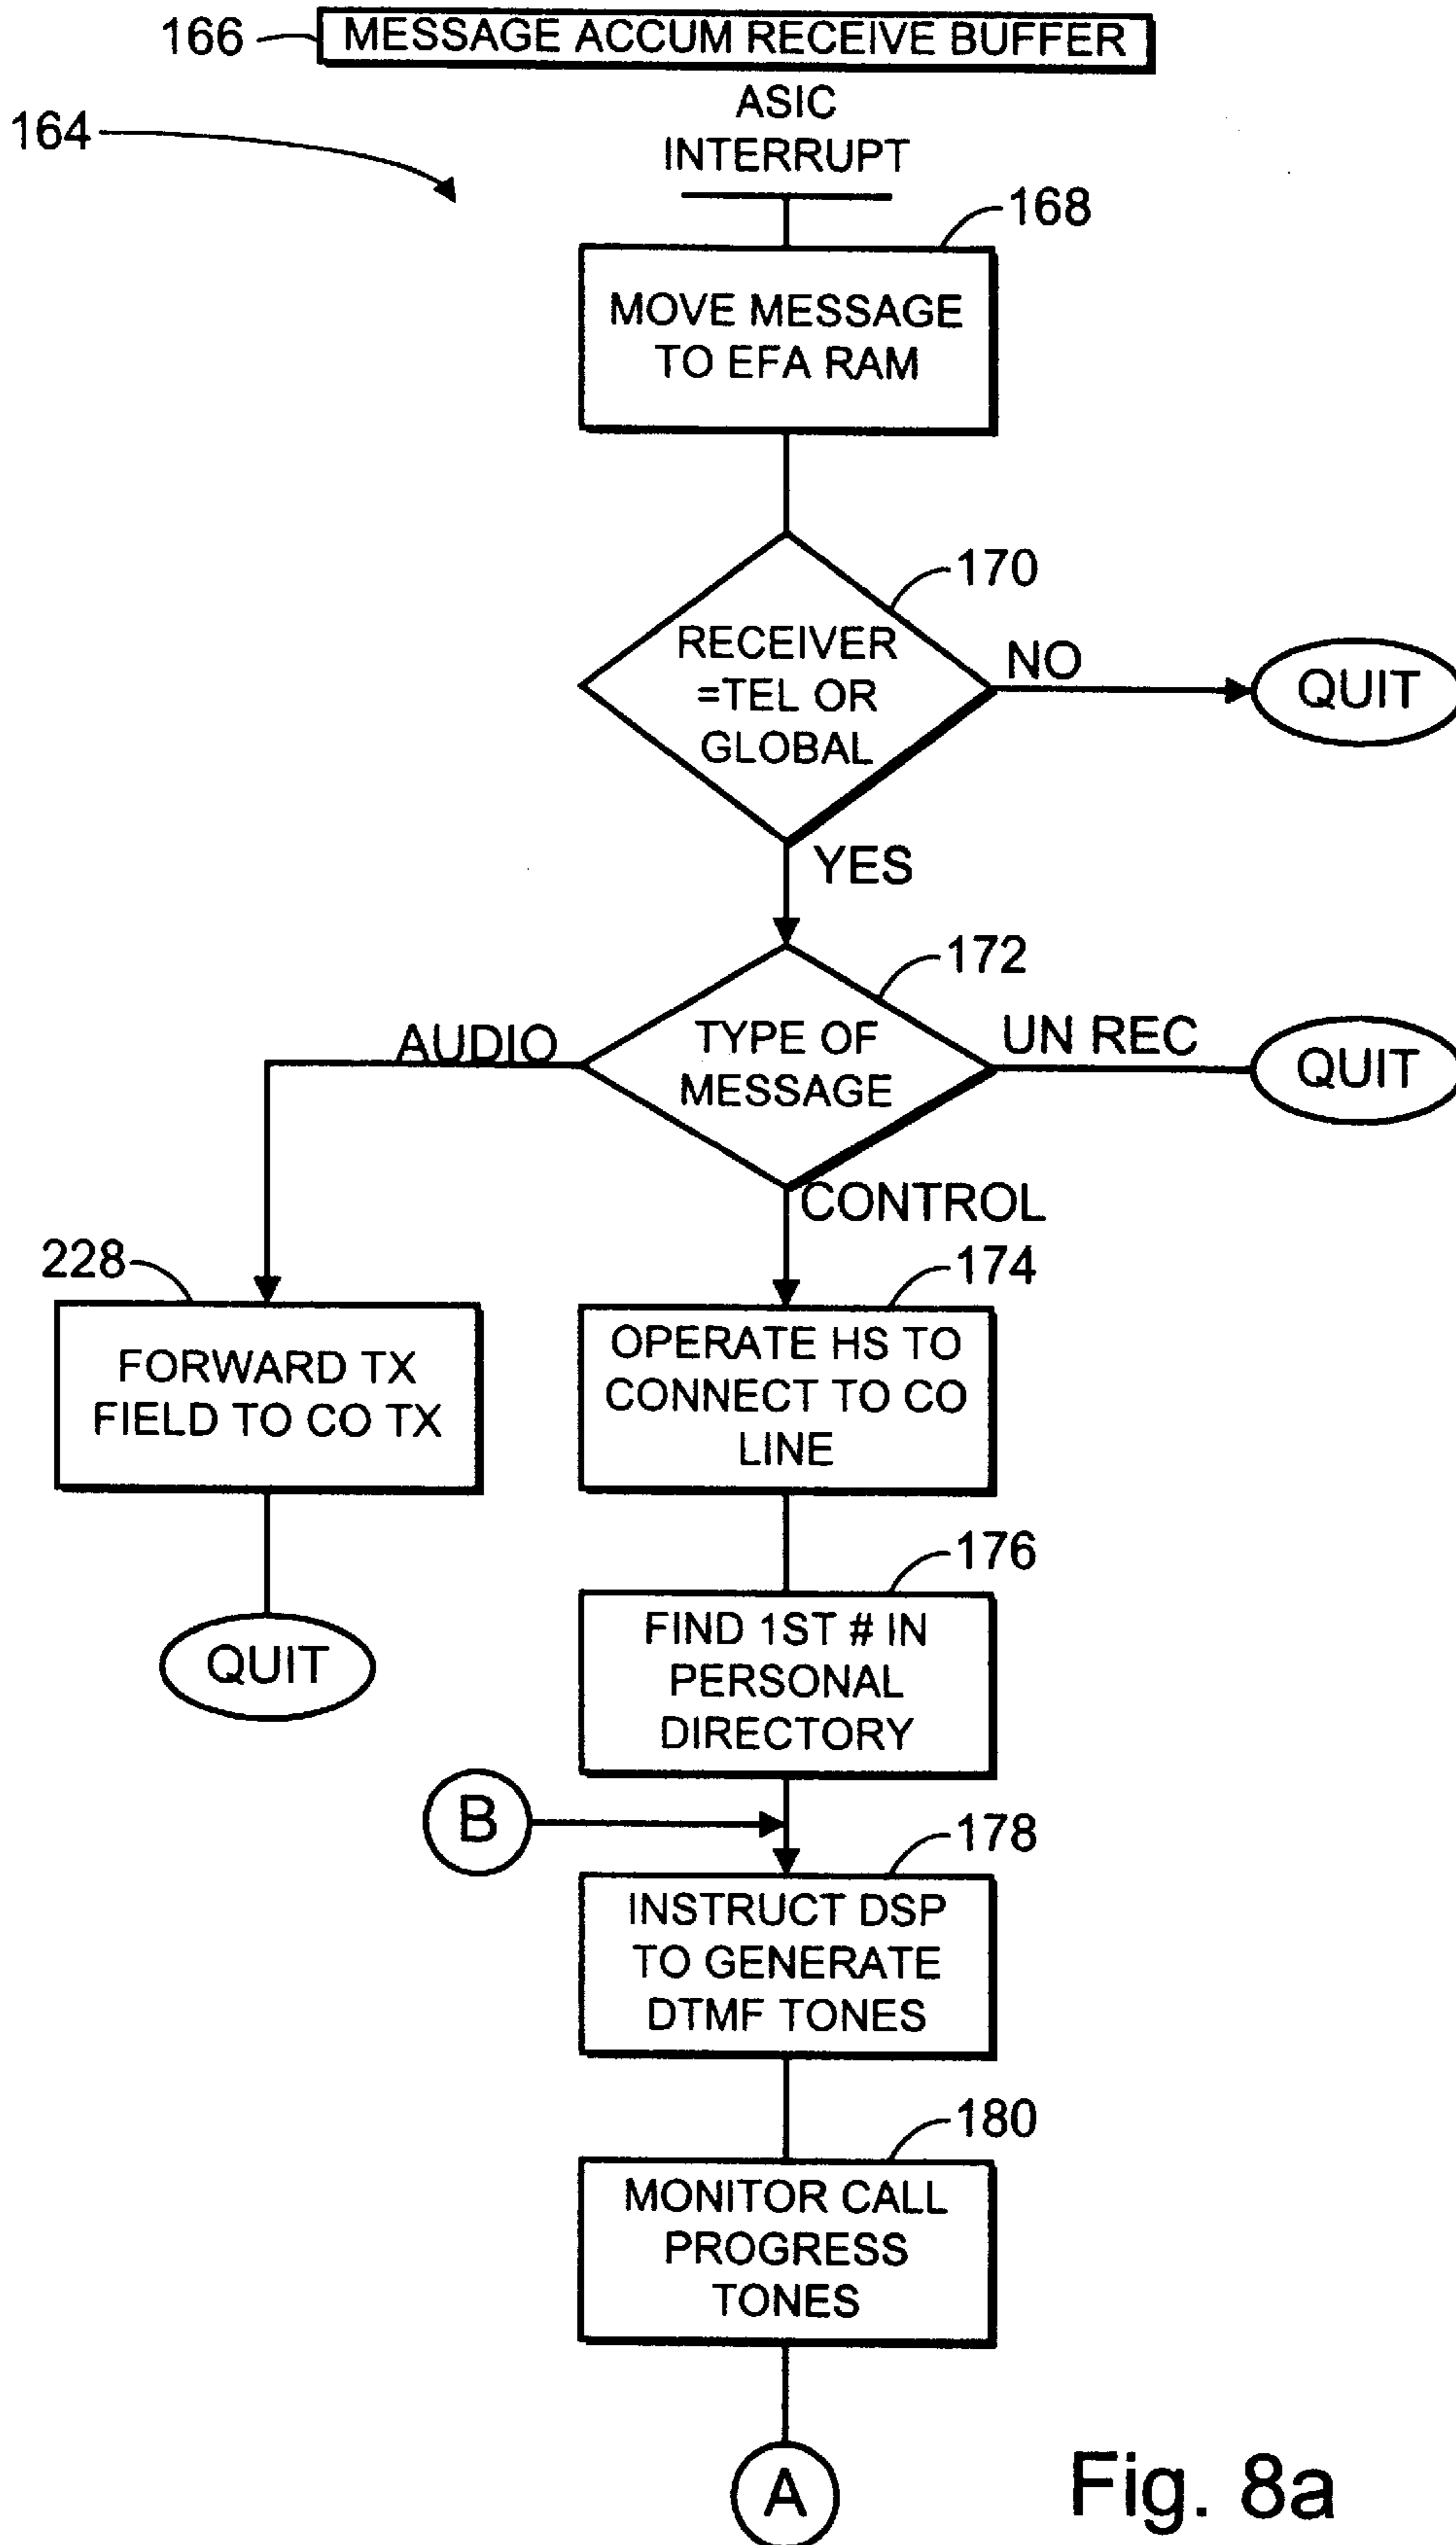 166 MESSAGE ACCUM RECEIVE BUFFER
164
ASIC
INTERRUPT
168
MOVE MESSAGE
TO EFA RAM
170
RECEIVER
=TEL OR
GLOBAL
NO
QUIT
YES
172
AUDIO
TYPE OF
MESSAGE
UN REC
QUIT
CONTROL
228
FORWARD TX
FIELD TO CO TX
QUIT
174
OPERATE HS TO
CONNECT TO CO
LINE
176
FIND 1ST # IN
PERSONAL
DIRECTORY
B
178
INSTRUCT DSP
TO GENERATE
DTMF TONES
180
MONITOR CALL
PROGRESS
TONES
A
Fig. 8a